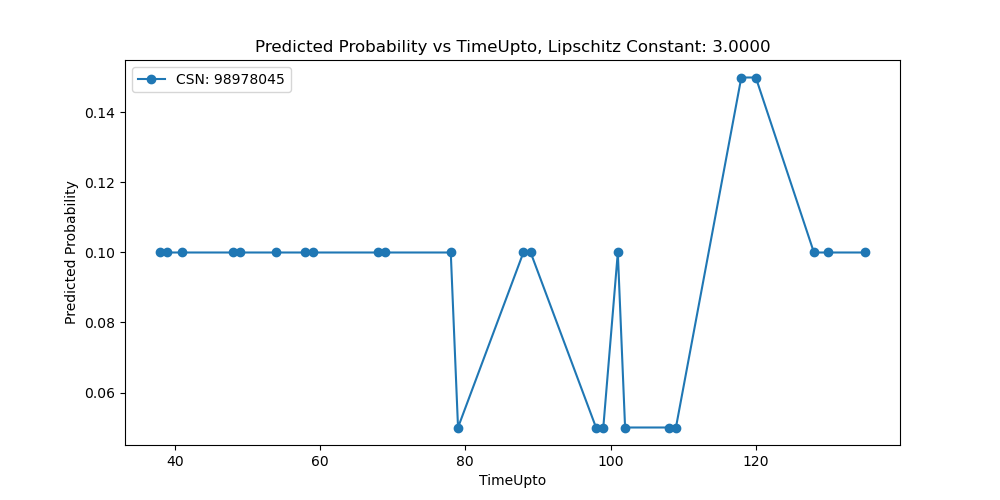 Predicted Probability vs TimeUpto, Lipschitz Constant: 3.0000
CSN: 98978045
Predicted Probability
0.14
0.12
0.10
0.08
0.06
40 60 80 100 120
TimeUpto